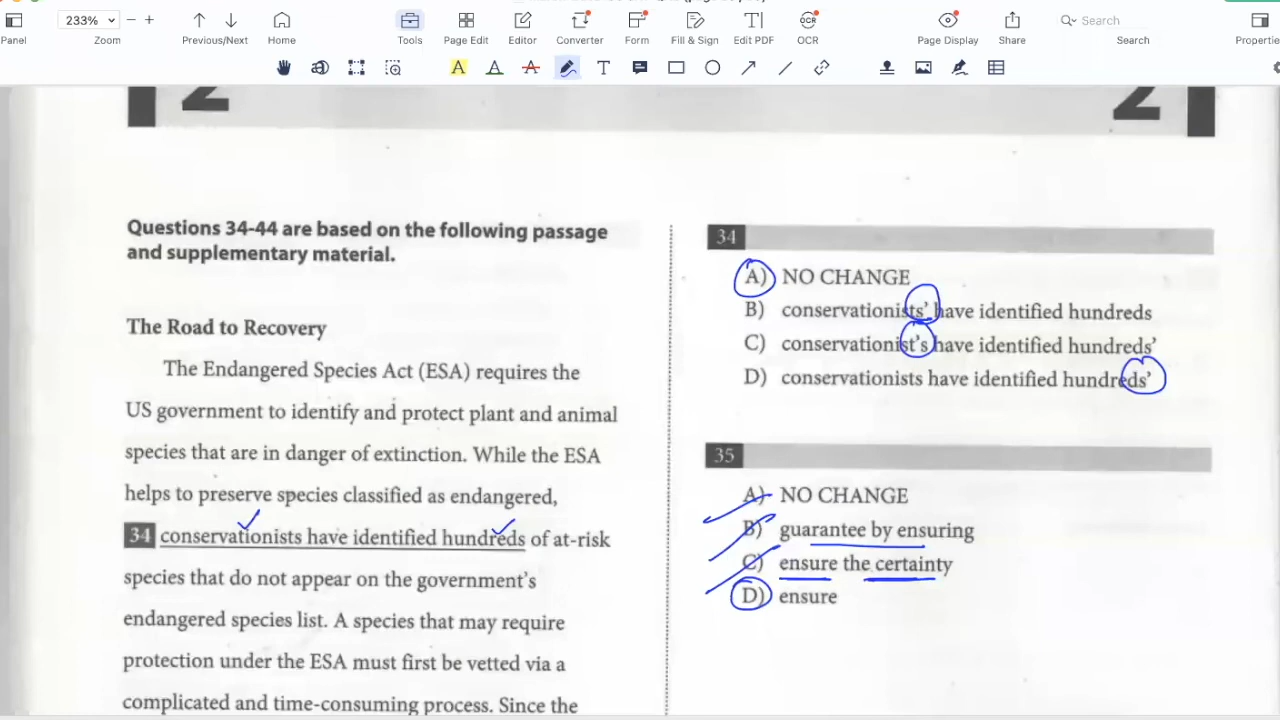 233%
Search
Panel
Zoom
Previous/Next
Home
Tools
Page Edit
Editor
Converter
Form
Fill & Sign
Edit PDF
OCR
Page Display
Share
Search
Properti
2
2
Questions 34-44 are based on the following passage
and supplementary material.
The Road to Recovery
The Endangered Species Act (ESA) requires the
US government to identify and protect plant and animal
species that are in danger of extinction. While the ESA
helps to preserve species classified as endangered,
34 conservationists have identified hundreds of at-risk
species that do not appear on the government's
endangered species list. A species that may require
protection under the ESA must first be vetted via a
complicated and time-consuming process. Since the
34
A) NO CHANGE
B) conservationists’ have identified hundreds
C) conservationist’s have identified hundreds’
D) conservationists have identified hundreds’
35
A) NO CHANGE
B) guarantee by ensuring
C) ensure the certainty
D) ensure